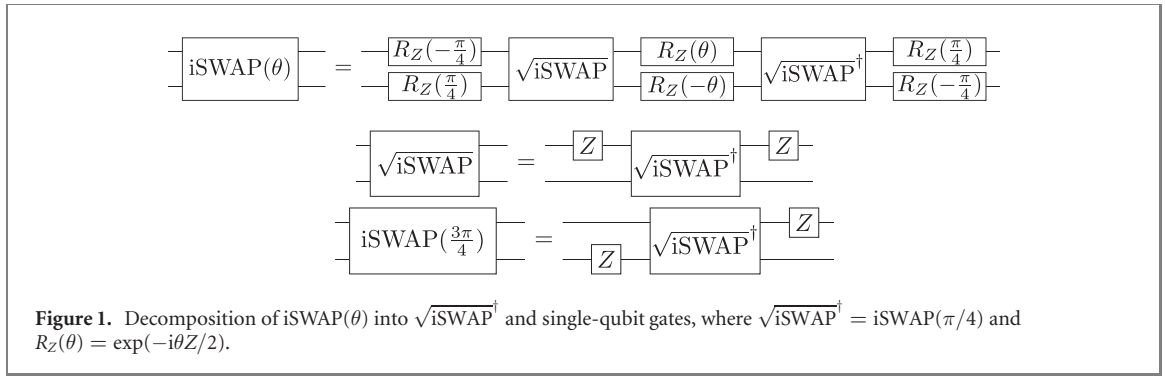 iSWAP(θ) = R_Z(−π/4) √iSWAP R_Z(θ) √iSWAP† R_Z(π/4)
R_Z(π/4) R_Z(−θ) R_Z(−π/4)
√iSWAP = Z √iSWAP† Z
iSWAP(3π/4) = Z √iSWAP† Z
Figure 1. Decomposition of iSWAP(θ) into √iSWAP† and single-qubit gates, where √iSWAP† = iSWAP(π/4) and
R_Z(θ) = exp(−iθZ/2).